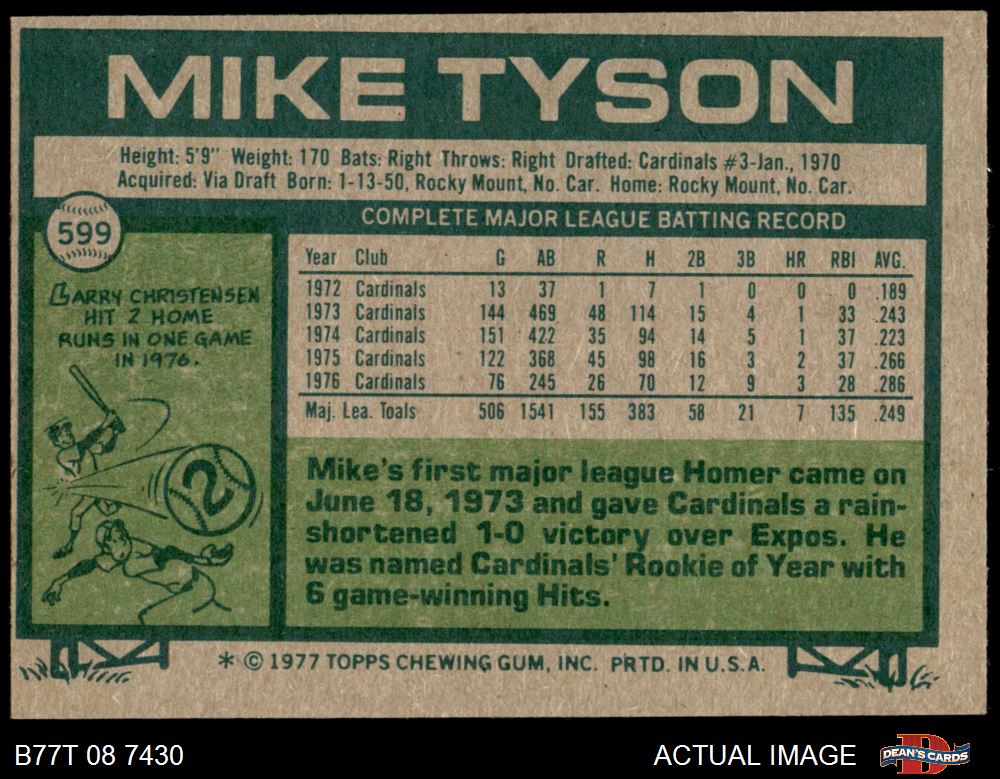 MIKE TYSON
Height: 5'9" Weight: 170 Bats: Right Throws: Right Drafted: Cardinals #3-Jan., 1970
Acquired: Via Draft Born: 1-13-50, Rocky Mount, No. Car. Home: Rocky Mount, No. Car.
599
LARRY CHRISTENSEN
HIT 2 HOME
RUNS IN ONE GAME
IN 1976.
2
COMPLETE MAJOR LEAGUE BATTING RECORD
Year Club G AB R H 2B 3B HR RBI AVG.
1972 Cardinals 13 37 1 7 1 0 0 0 .189
1973 Cardinals 144 469 48 114 15 4 1 33 .243
1974 Cardinals 151 422 35 94 14 5 1 37 .223
1975 Cardinals 122 368 45 98 16 3 2 37 .266
1976 Cardinals 76 245 26 70 12 9 3 28 .286
Maj. Lea. Toals 506 1541 155 383 58 21 7 135 .249
Mike's first major league Homer came on
June 18, 1973 and gave Cardinals a rain-
shortened 1-0 victory over Expos. He
was named Cardinals' Rookie of Year with
6 game-winning Hits.
* © 1977 TOPPS CHEWING GUM, INC. PRTD. IN U.S.A.
B77T 08 7430
ACTUAL IMAGE
D
DEAN'S CARDS